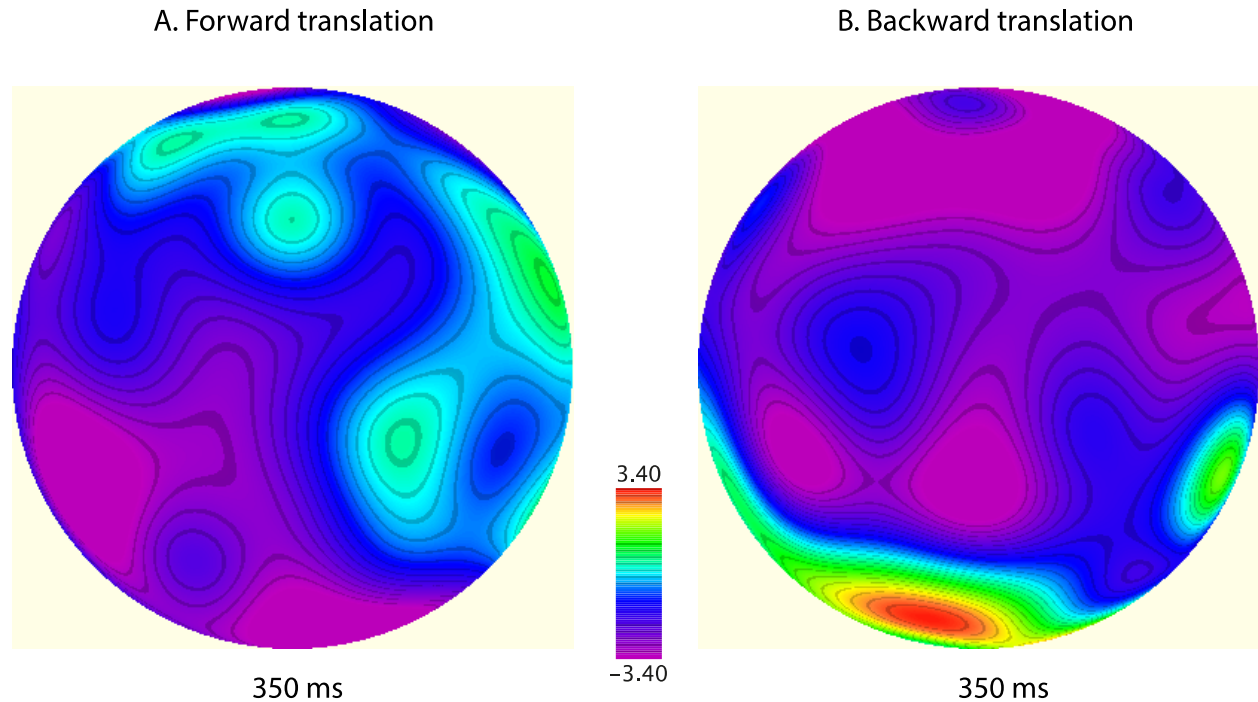 A. Forward translation
B. Backward translation
3.40
−3.40
350 ms
350 ms